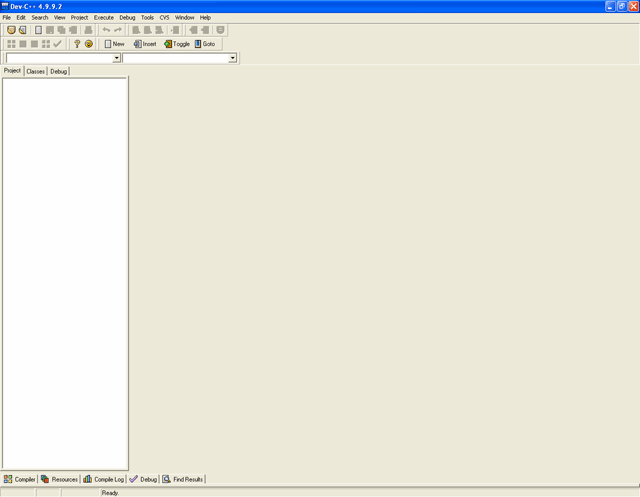 Dev-C++ 4.9.9.2
File Edit Search View Project Execute Debug Tools CVS Window Help
New Insert Toggle Goto
Project Classes Debug
Compiler Resources Compile Log Debug Find Results
Ready.